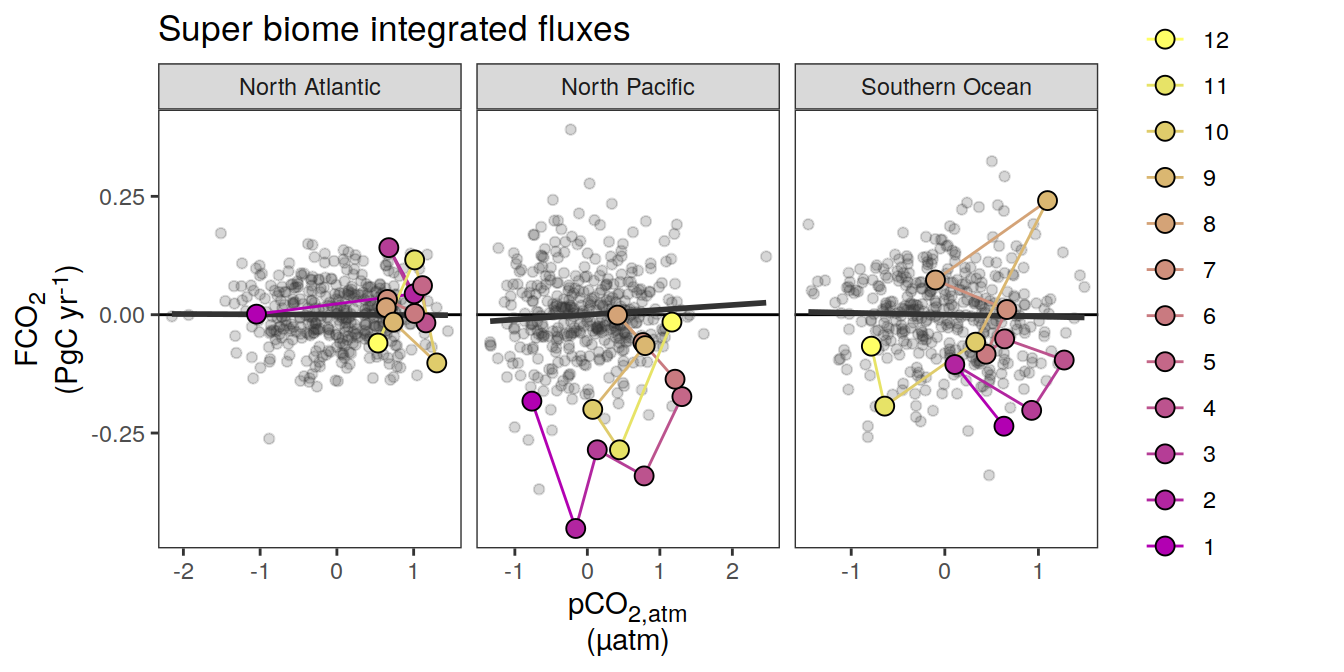 Super biome integrated fluxes
North Atlantic
North Pacific
Southern Ocean
FCO₂
(PgC yr⁻¹)
0.25
0.00
-0.25
-2 -1 0 1
-1 0 1 2
-1 0 1
pCO₂,atm
(µatm)
12
11
10
9
8
7
6
5
4
3
2
1